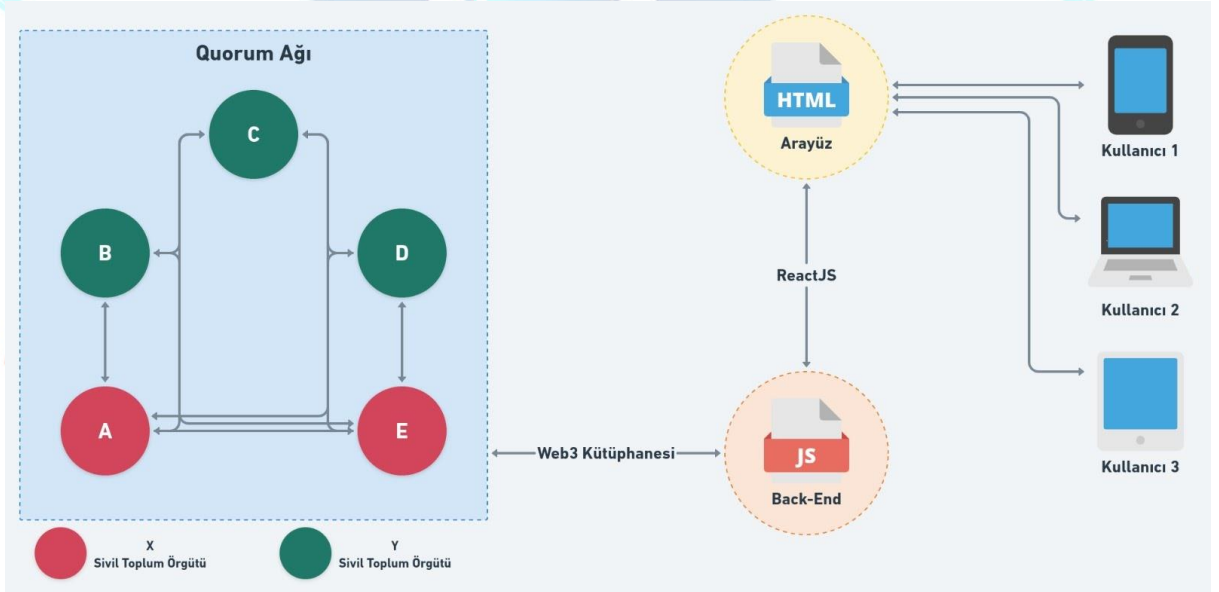 Quorum Ağı
C
B
D
A
E
X
Sivil Toplum Örgütü
Y
Sivil Toplum Örgütü
Web3 Kütüphanesi
HTML
Arayüz
ReactJS
JS
Back-End
Kullanıcı 1
Kullanıcı 2
Kullanıcı 3